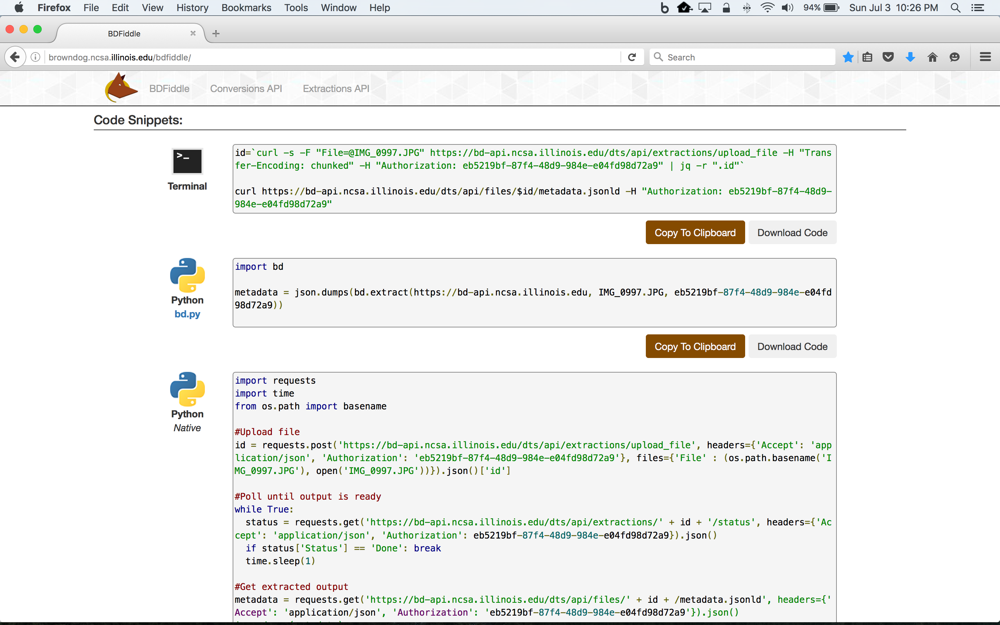 Firefox File Edit View History Bookmarks Tools Window Help 94% Sun Jul 3 10:26 PM
BDFiddle
browndog.ncsa.illinois.edu/bdfiddle/ Search
BDFiddle Conversions API Extractions API
Code Snippets:
>_
Terminal
id=`curl -s -F "File=@IMG_0997.JPG" https://bd-api.ncsa.illinois.edu/dts/api/extractions/upload_file -H "Trans
fer-Encoding: chunked" -H "Authorization: eb5219bf-87f4-48d9-984e-e04fd98d72a9" | jq -r ".id"`
curl https://bd-api.ncsa.illinois.edu/dts/api/files/$id/metadata.jsonld -H "Authorization: eb5219bf-87f4-48d9-
984e-e04fd98d72a9"
Copy To Clipboard Download Code
Python
bd.py
import bd
metadata = json.dumps(bd.extract(https://bd-api.ncsa.illinois.edu, IMG_0997.JPG, eb5219bf-87f4-48d9-984e-e04fd
98d72a9))
Copy To Clipboard Download Code
Python
Native
import requests
import time
from os.path import basename
#Upload file
id = requests.post('https://bd-api.ncsa.illinois.edu/dts/api/extractions/upload_file', headers={'Accept': 'app
lication/json', 'Authorization': 'eb5219bf-87f4-48d9-984e-e04fd98d72a9'}, files={'File' : (os.path.basename('I
MG_0997.JPG'), open('IMG_0997.JPG'))}).json()['id']
#Poll until output is ready
while True:
  status = requests.get('https://bd-api.ncsa.illinois.edu/dts/api/extractions/' + id + '/status', headers={'Ac
cept': 'application/json', 'Authorization': eb5219bf-87f4-48d9-984e-e04fd98d72a9}).json()
  if status['Status'] == 'Done': break
  time.sleep(1)
#Get extracted output
metadata = requests.get('https://bd-api.ncsa.illinois.edu/dts/api/files/' + id + /metadata.jsonld', headers={'
Accept': 'application/json', 'Authorization': 'eb5219bf-87f4-48d9-984e-e04fd98d72a9'}).json()